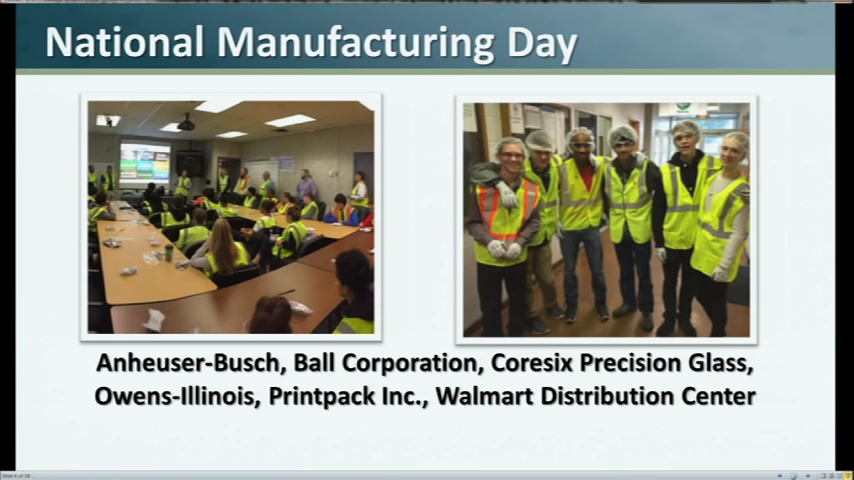 National Manufacturing Day
Anheuser-Busch, Ball Corporation, Coresix Precision Glass,
Owens-Illinois, Printpack Inc., Walmart Distribution Center